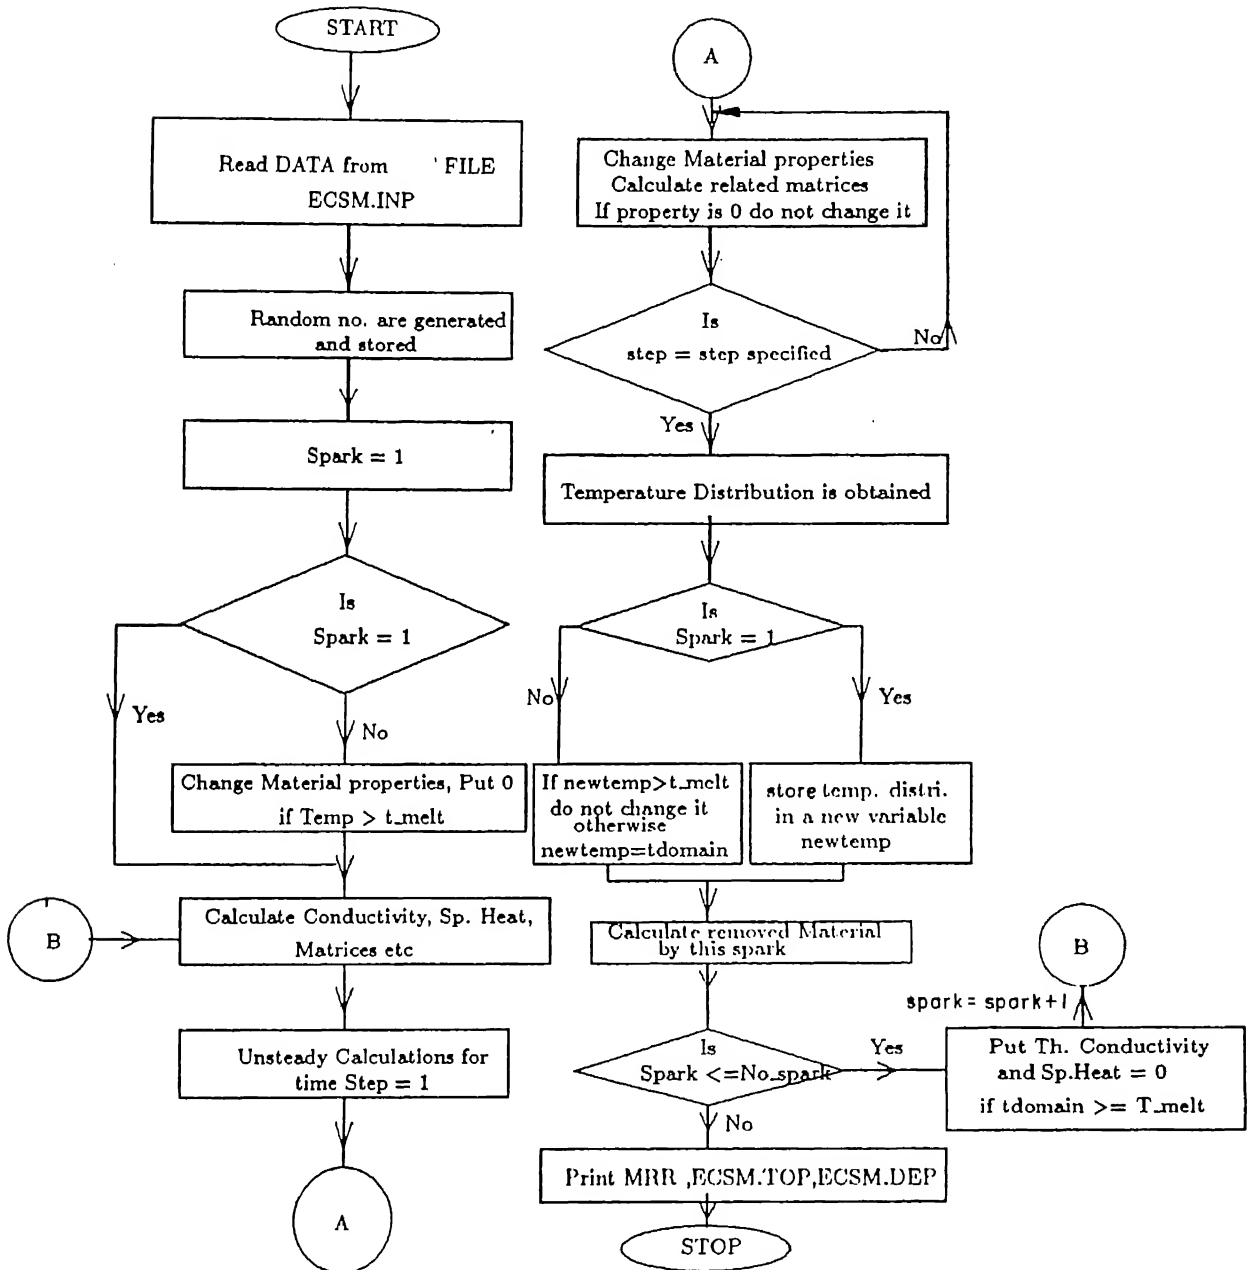 START
Read DATA from ' FILE
ECSM.INP
Random no. are generated
and stored
Spark = 1
Is
Spark = 1
Yes
No
Change Material properties, Put 0
if Temp > t_melt
B
Calculate Conductivity, Sp. Heat,
Matrices etc
Unsteady Calculations for
time Step = 1
A
A
Change Material properties
Calculate related matrices
If property is 0 do not change it
Is
step = step specified
No
Yes
Temperature Distribution is obtained
Is
Spark = 1
No
Yes
If newtemp>t_melt
do not change it
otherwise
newtemp=tdomain
store temp. distri.
in a new variable
newtemp
Calculate removed Material
by this spark
B
spark = spark+1
Is
Spark <=No_spark
Yes
Put Th. Conductivity
and Sp.Heat = 0
if tdomain >= T_melt
No
Print MRR ,ECSM.TOP,ECSM.DEP
STOP